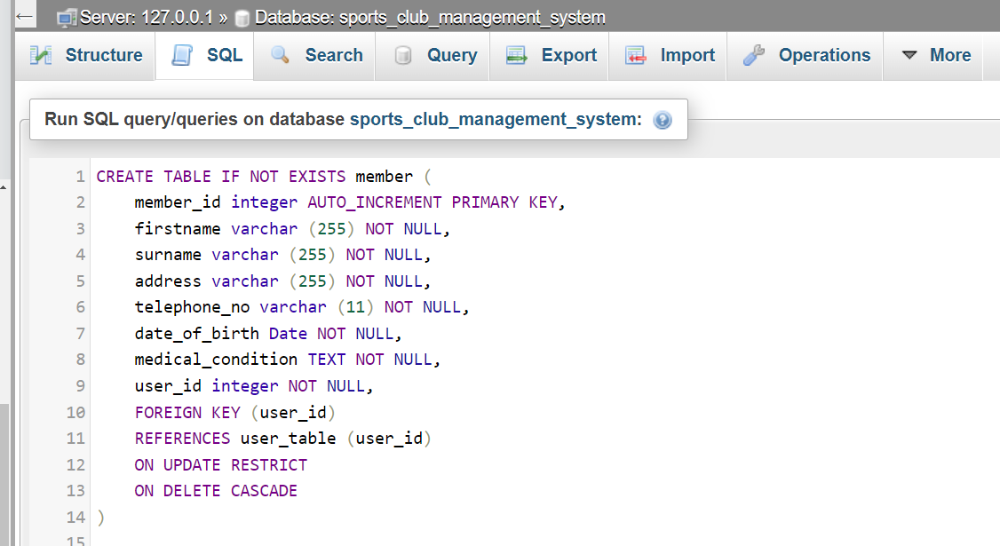 Server: 127.0.0.1 » Database: sports_club_management_system
Structure SQL Search Query Export Import Operations More
Run SQL query/queries on database sports_club_management_system:
1 CREATE TABLE IF NOT EXISTS member (
2 member_id integer AUTO_INCREMENT PRIMARY KEY,
3 firstname varchar (255) NOT NULL,
4 surname varchar (255) NOT NULL,
5 address varchar (255) NOT NULL,
6 telephone_no varchar (11) NOT NULL,
7 date_of_birth Date NOT NULL,
8 medical_condition TEXT NOT NULL,
9 user_id integer NOT NULL,
10 FOREIGN KEY (user_id)
11 REFERENCES user_table (user_id)
12 ON UPDATE RESTRICT
13 ON DELETE CASCADE
14 )
15